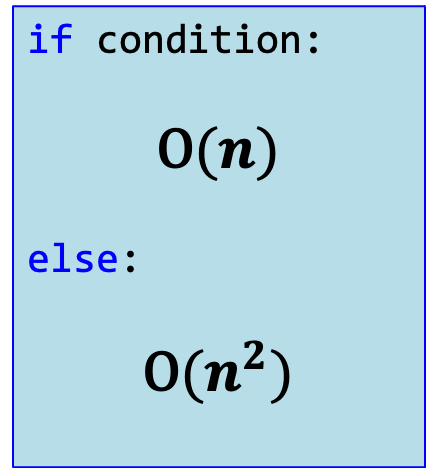 if condition:
O(n)
else:
O(n²)